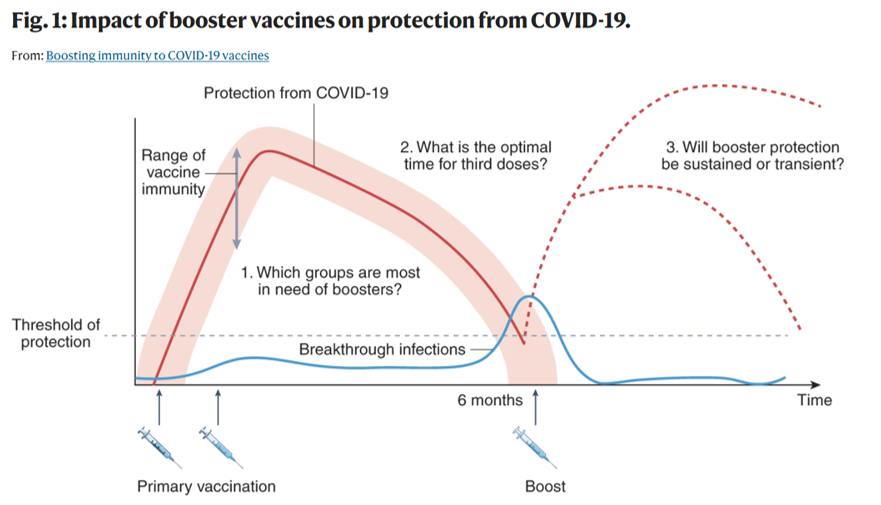 Fig. 1: Impact of booster vaccines on protection from COVID-19.
From: Boosting immunity to COVID-19 vaccines
Protection from COVID-19
Range of
vaccine
immunity
2. What is the optimal
time for third doses?
3. Will booster protection
be sustained or transient?
1. Which groups are most
in need of boosters?
Threshold of
protection
Breakthrough infections
6 months
Time
Primary vaccination
Boost